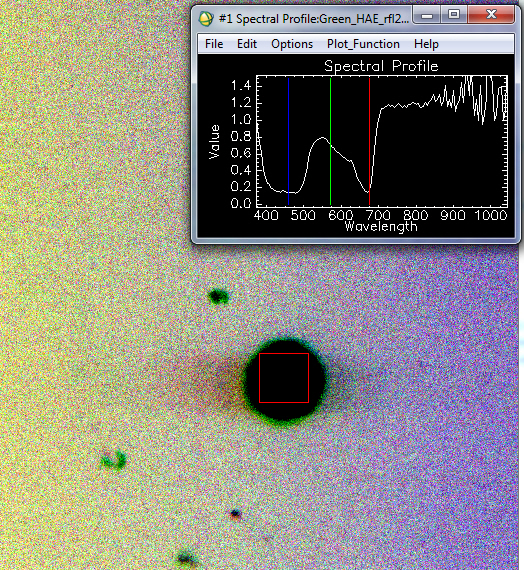 #1 Spectral Profile:Green_HAE_rfl2...
File Edit Options Plot_Function Help
Spectral Profile
1.4
1.2
1.0
0.8
0.6
0.4
0.2
0.0
Value
400 500 600 700 800 900 1000
Wavelength